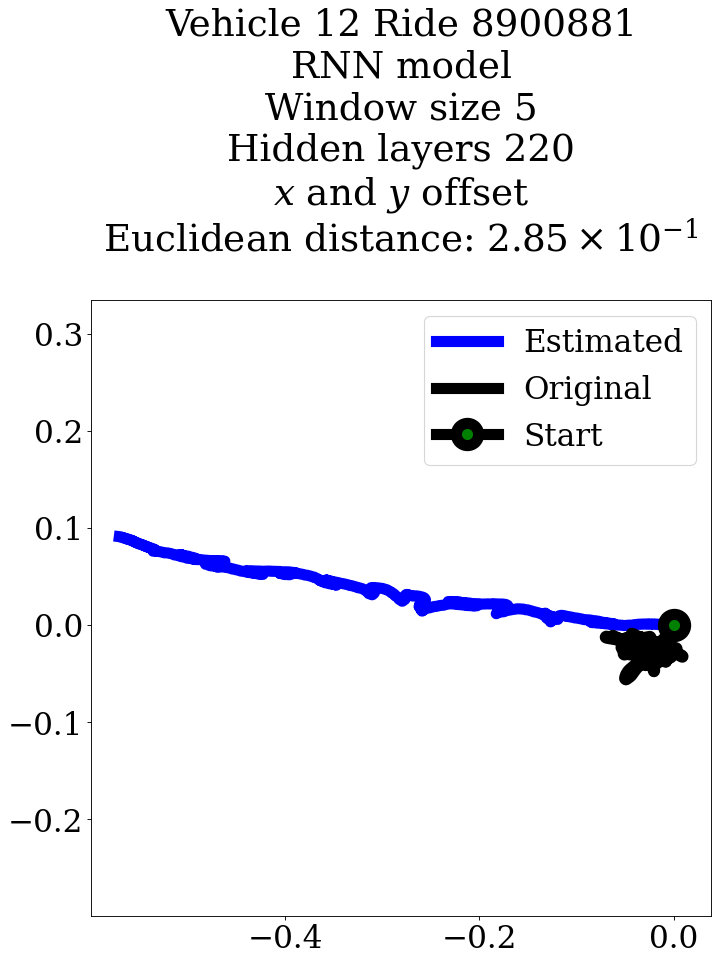 Vehicle 12 Ride 8900881
RNN model
Window size 5
Hidden layers 220
x and y offset
Euclidean distance: 2.85 × 10⁻¹
Estimated
Original
Start
0.3
0.2
0.1
0.0
−0.1
−0.2
−0.4
−0.2
0.0